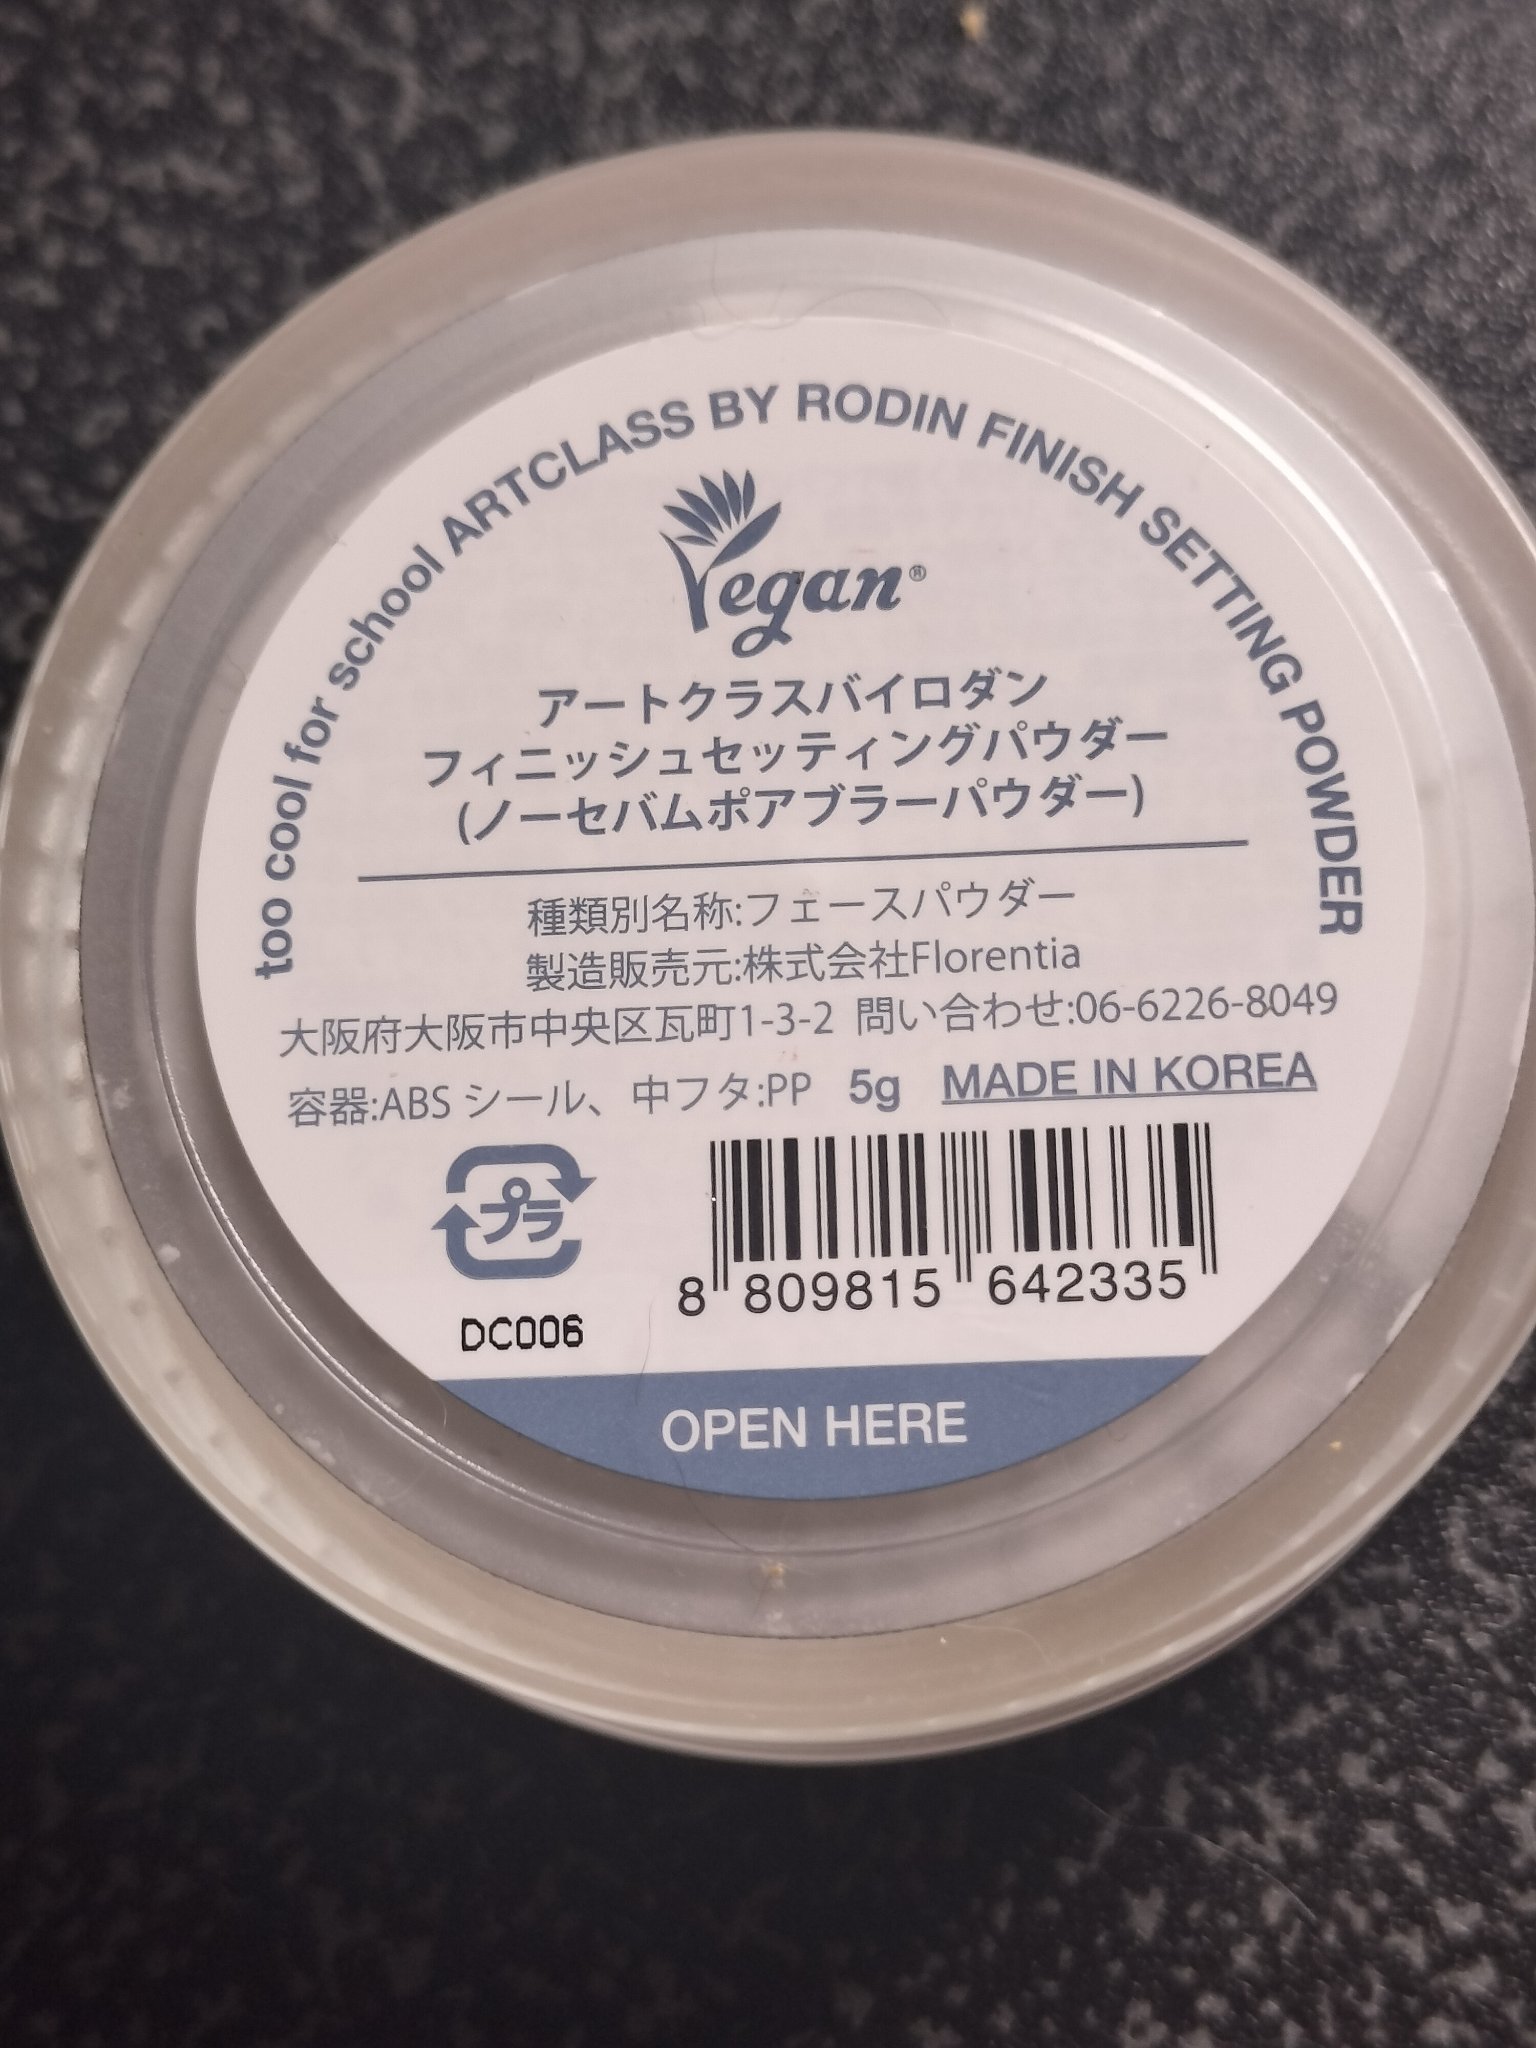 too cool for school ARTCLASS BY RODIN FINISH SETTING POWDER
Vegan®
アートクラスバイロダン
フィニッシュセッティングパウダー
(ノーセバムポアブラーパウダー)
種類別名称:フェースパウダー
製造販売元:株式会社Florentia
大阪府大阪市中央区瓦町1-3-2 問い合わせ:06-6226-8049
容器:ABS シール、中フタ:PP 5g MADE IN KOREA
プラ
8 809815 642335
DC006
OPEN HERE